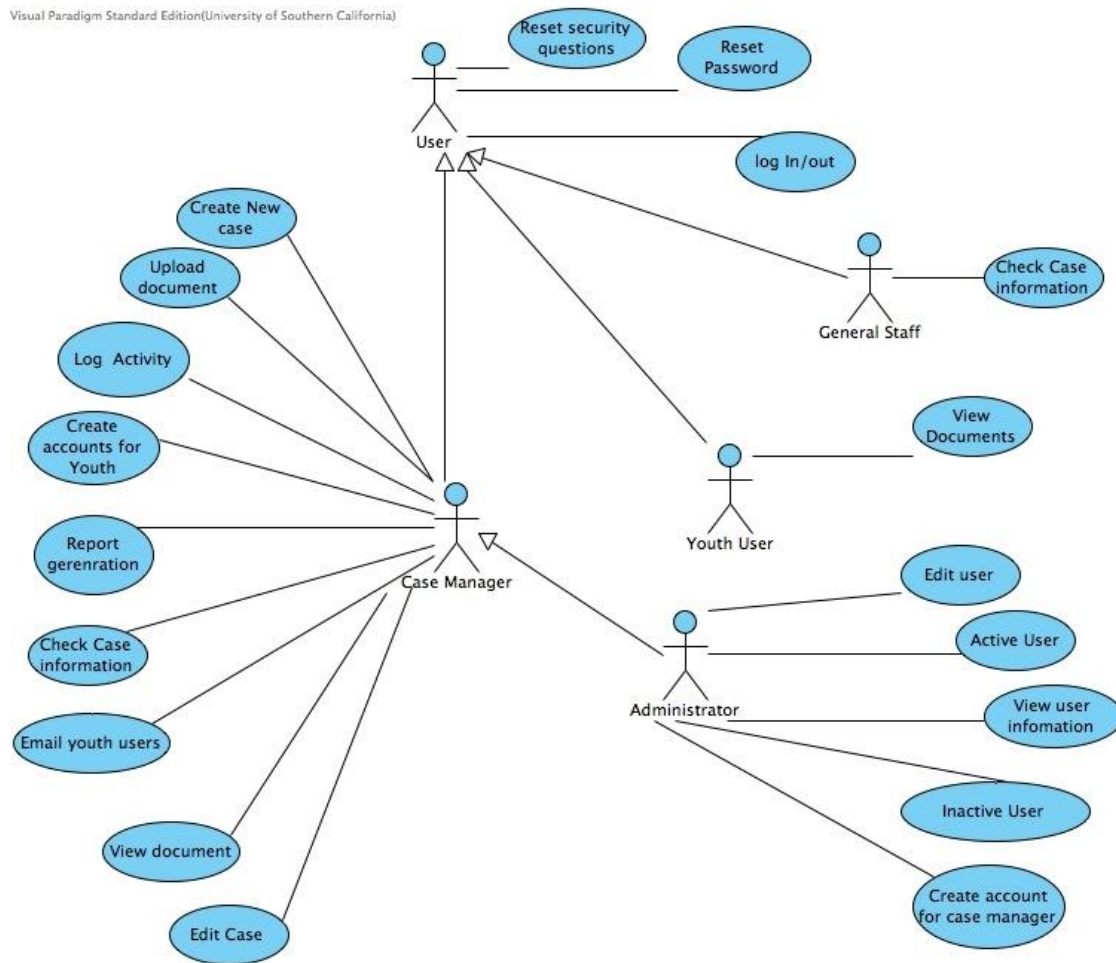 Visual Paradigm Standard Edition(University of Southern California)
Reset security
questions
Reset
Password
User
log In/out
Create New
case
Upload
document
Check Case
information
General Staff
Log Activity
View
Documents
Create
accounts for
Youth
Youth User
Report
gerenration
Case Manager
Edit user
Check Case
information
Active User
Administrator
View user
infomation
Email youth users
Inactive User
View document
Create account
for case manager
Edit Case